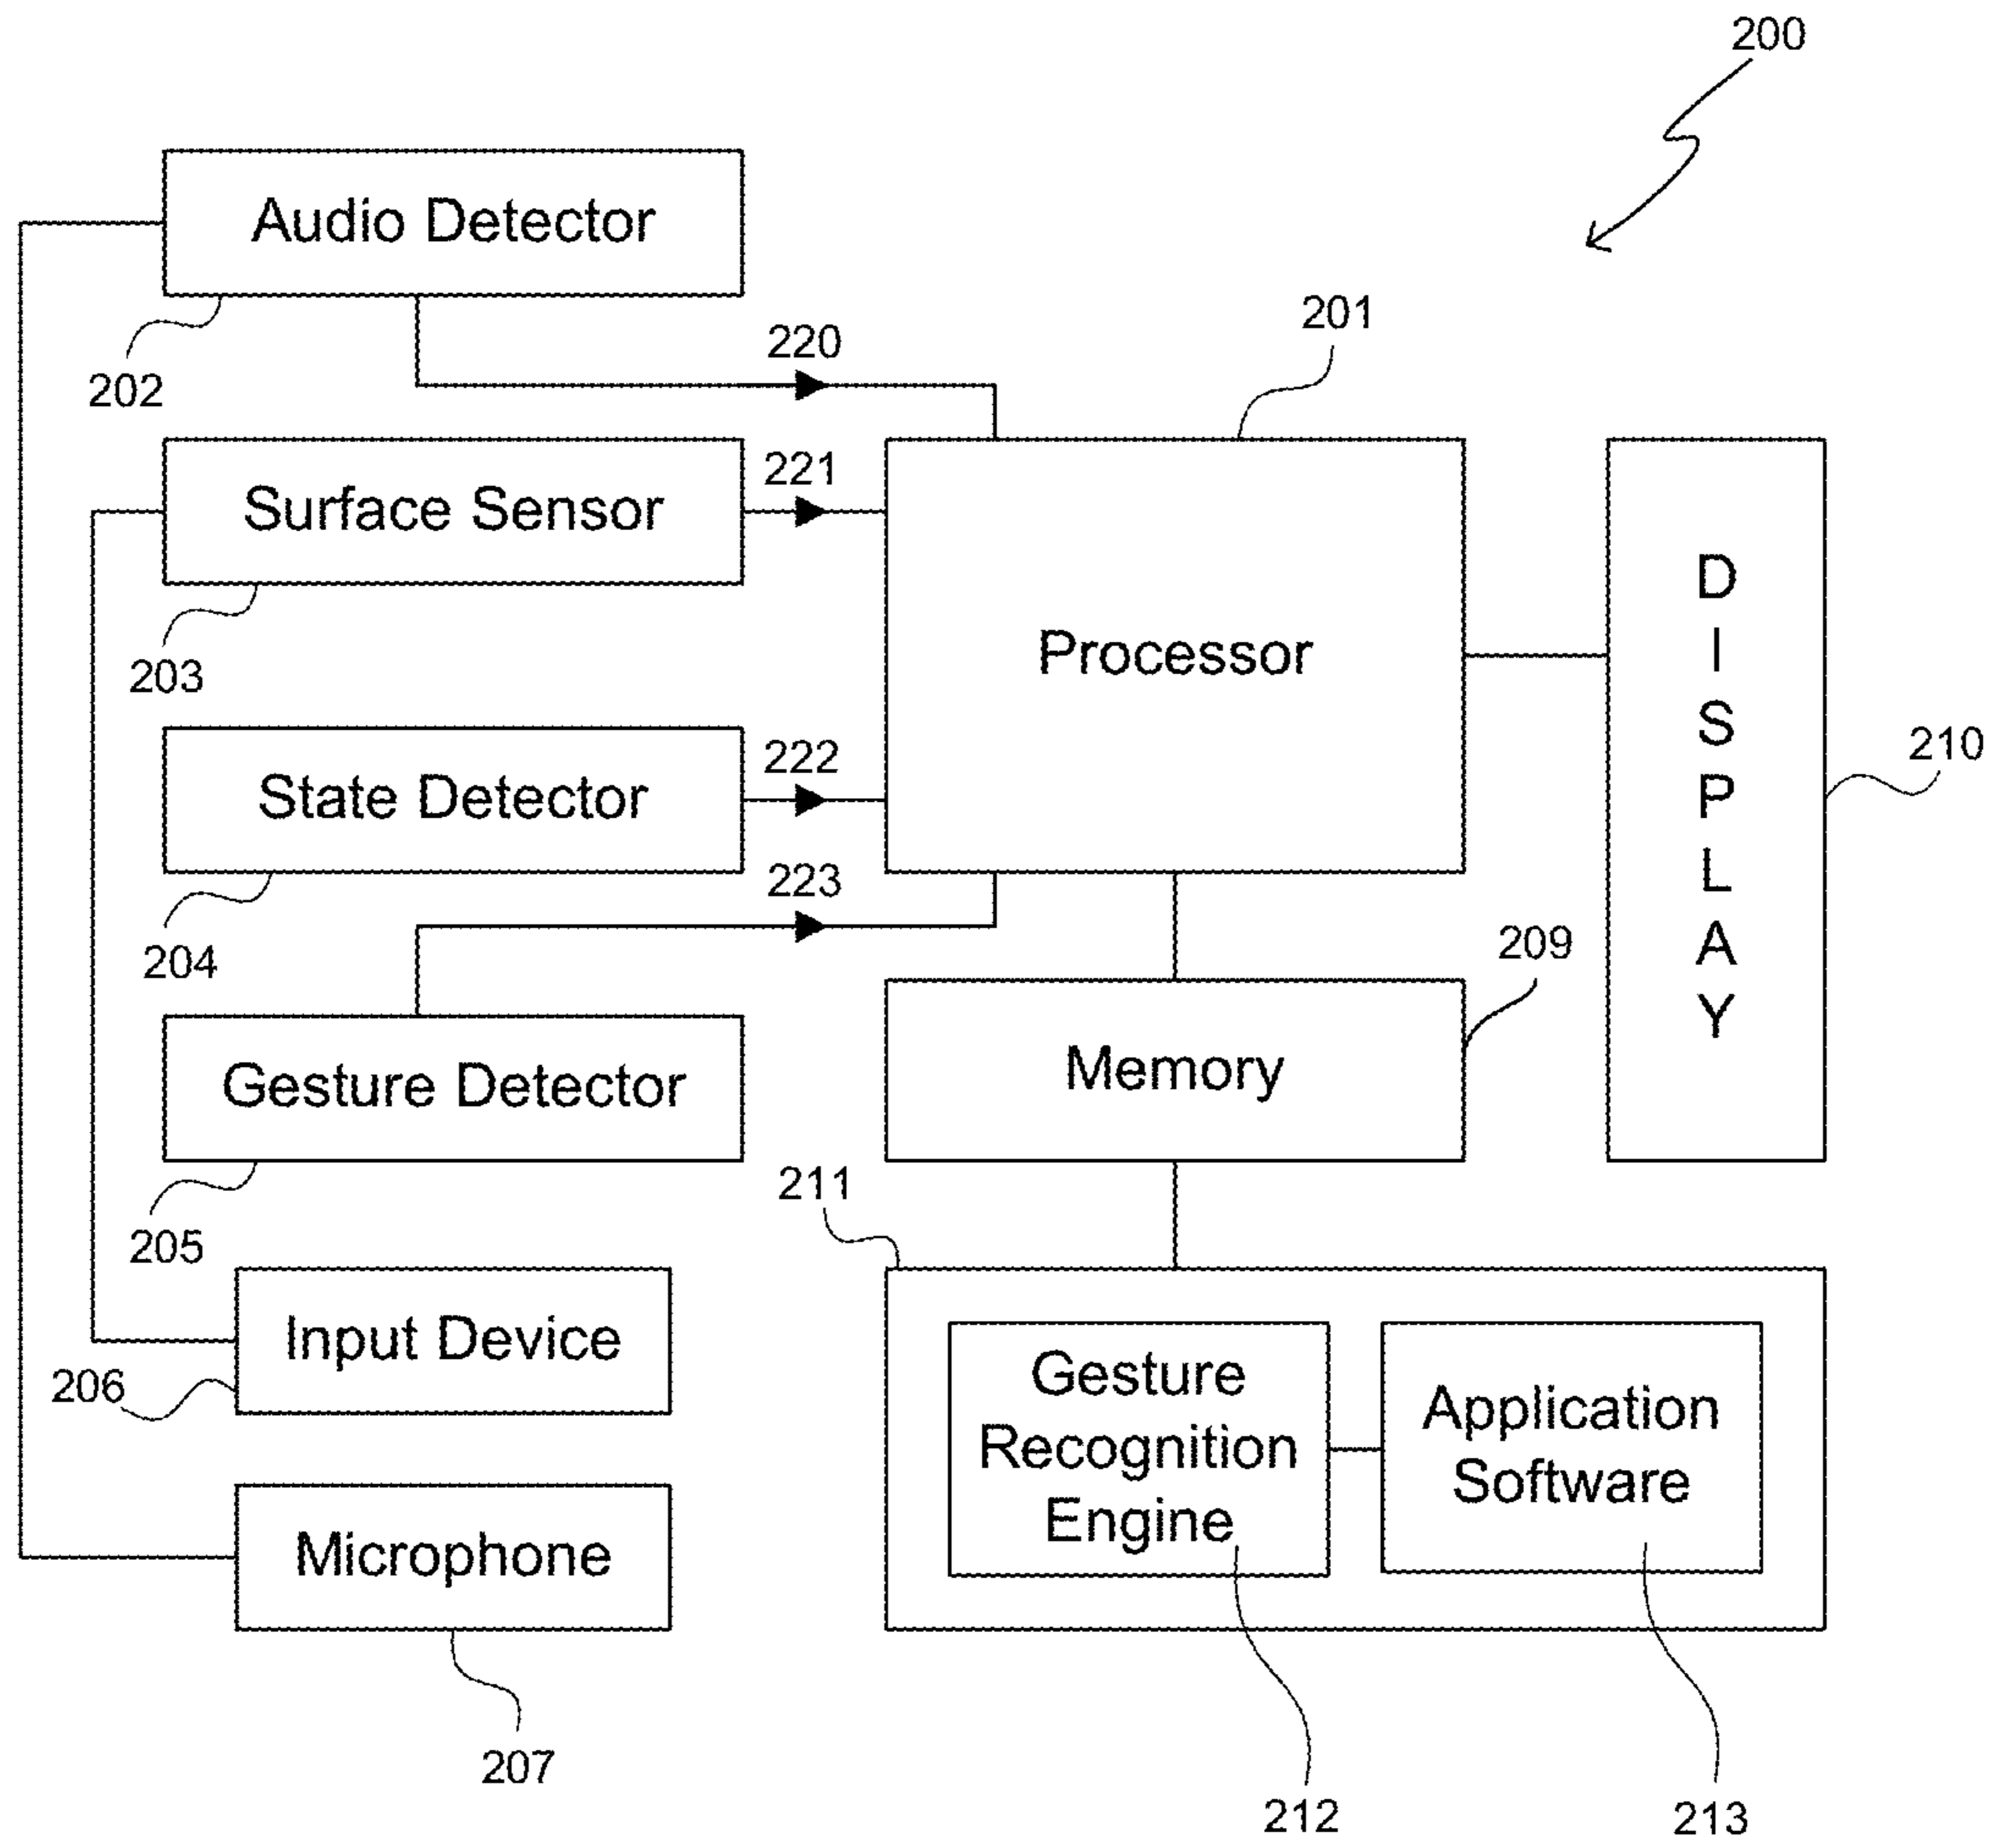 200
Audio Detector
202
220
201
Surface Sensor
203
221
Processor
D
I
S
P
L
A
Y
210
State Detector
204
222
223
Gesture Detector
205
209
Memory
211
Input Device
206
Gesture
Recognition
Engine
Application
Software
Microphone
207
212
213